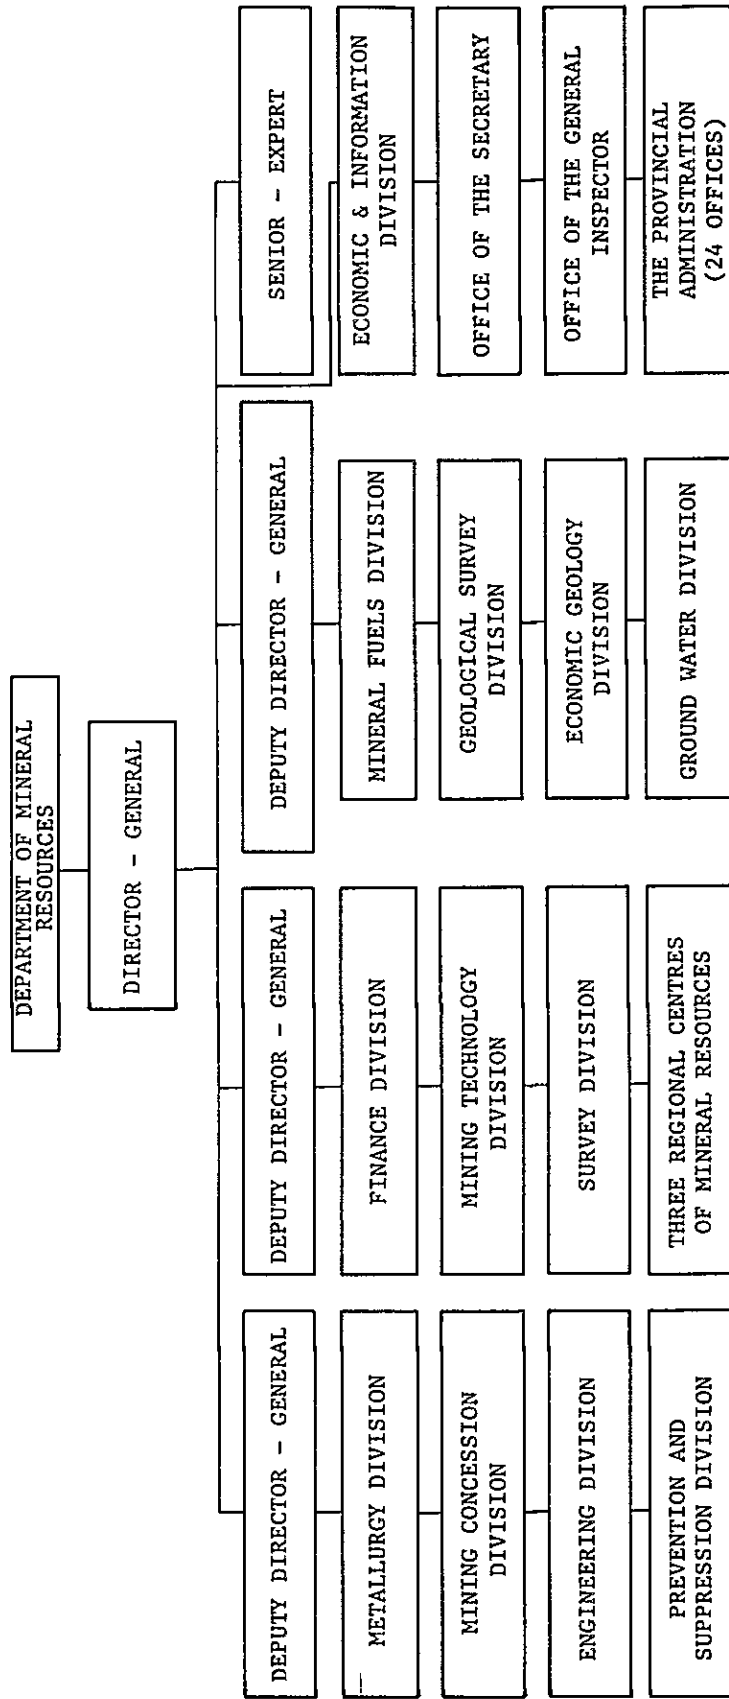 DEPARTMENT OF MINERAL
RESOURCES
DIRECTOR - GENERAL
DEPUTY DIRECTOR - GENERAL
METALLURGY DIVISION
MINING CONCESSION
DIVISION
ENGINEERING DIVISION
PREVENTION AND
SUPPRESSION DIVISION
DEPUTY DIRECTOR - GENERAL
FINANCE DIVISION
MINING TECHNOLOGY
DIVISION
SURVEY DIVISION
THREE REGIONAL CENTRES
OF MINERAL RESOURCES
DEPUTY DIRECTOR - GENERAL
MINERAL FUELS DIVISION
GEOLOGICAL SURVEY
DIVISION
ECONOMIC GEOLOGY
DIVISION
GROUND WATER DIVISION
SENIOR - EXPERT
ECONOMIC & INFORMATION
DIVISION
OFFICE OF THE SECRETARY
OFFICE OF THE GENERAL
INSPECTOR
THE PROVINCIAL
ADMINISTRATION
(24 OFFICES)